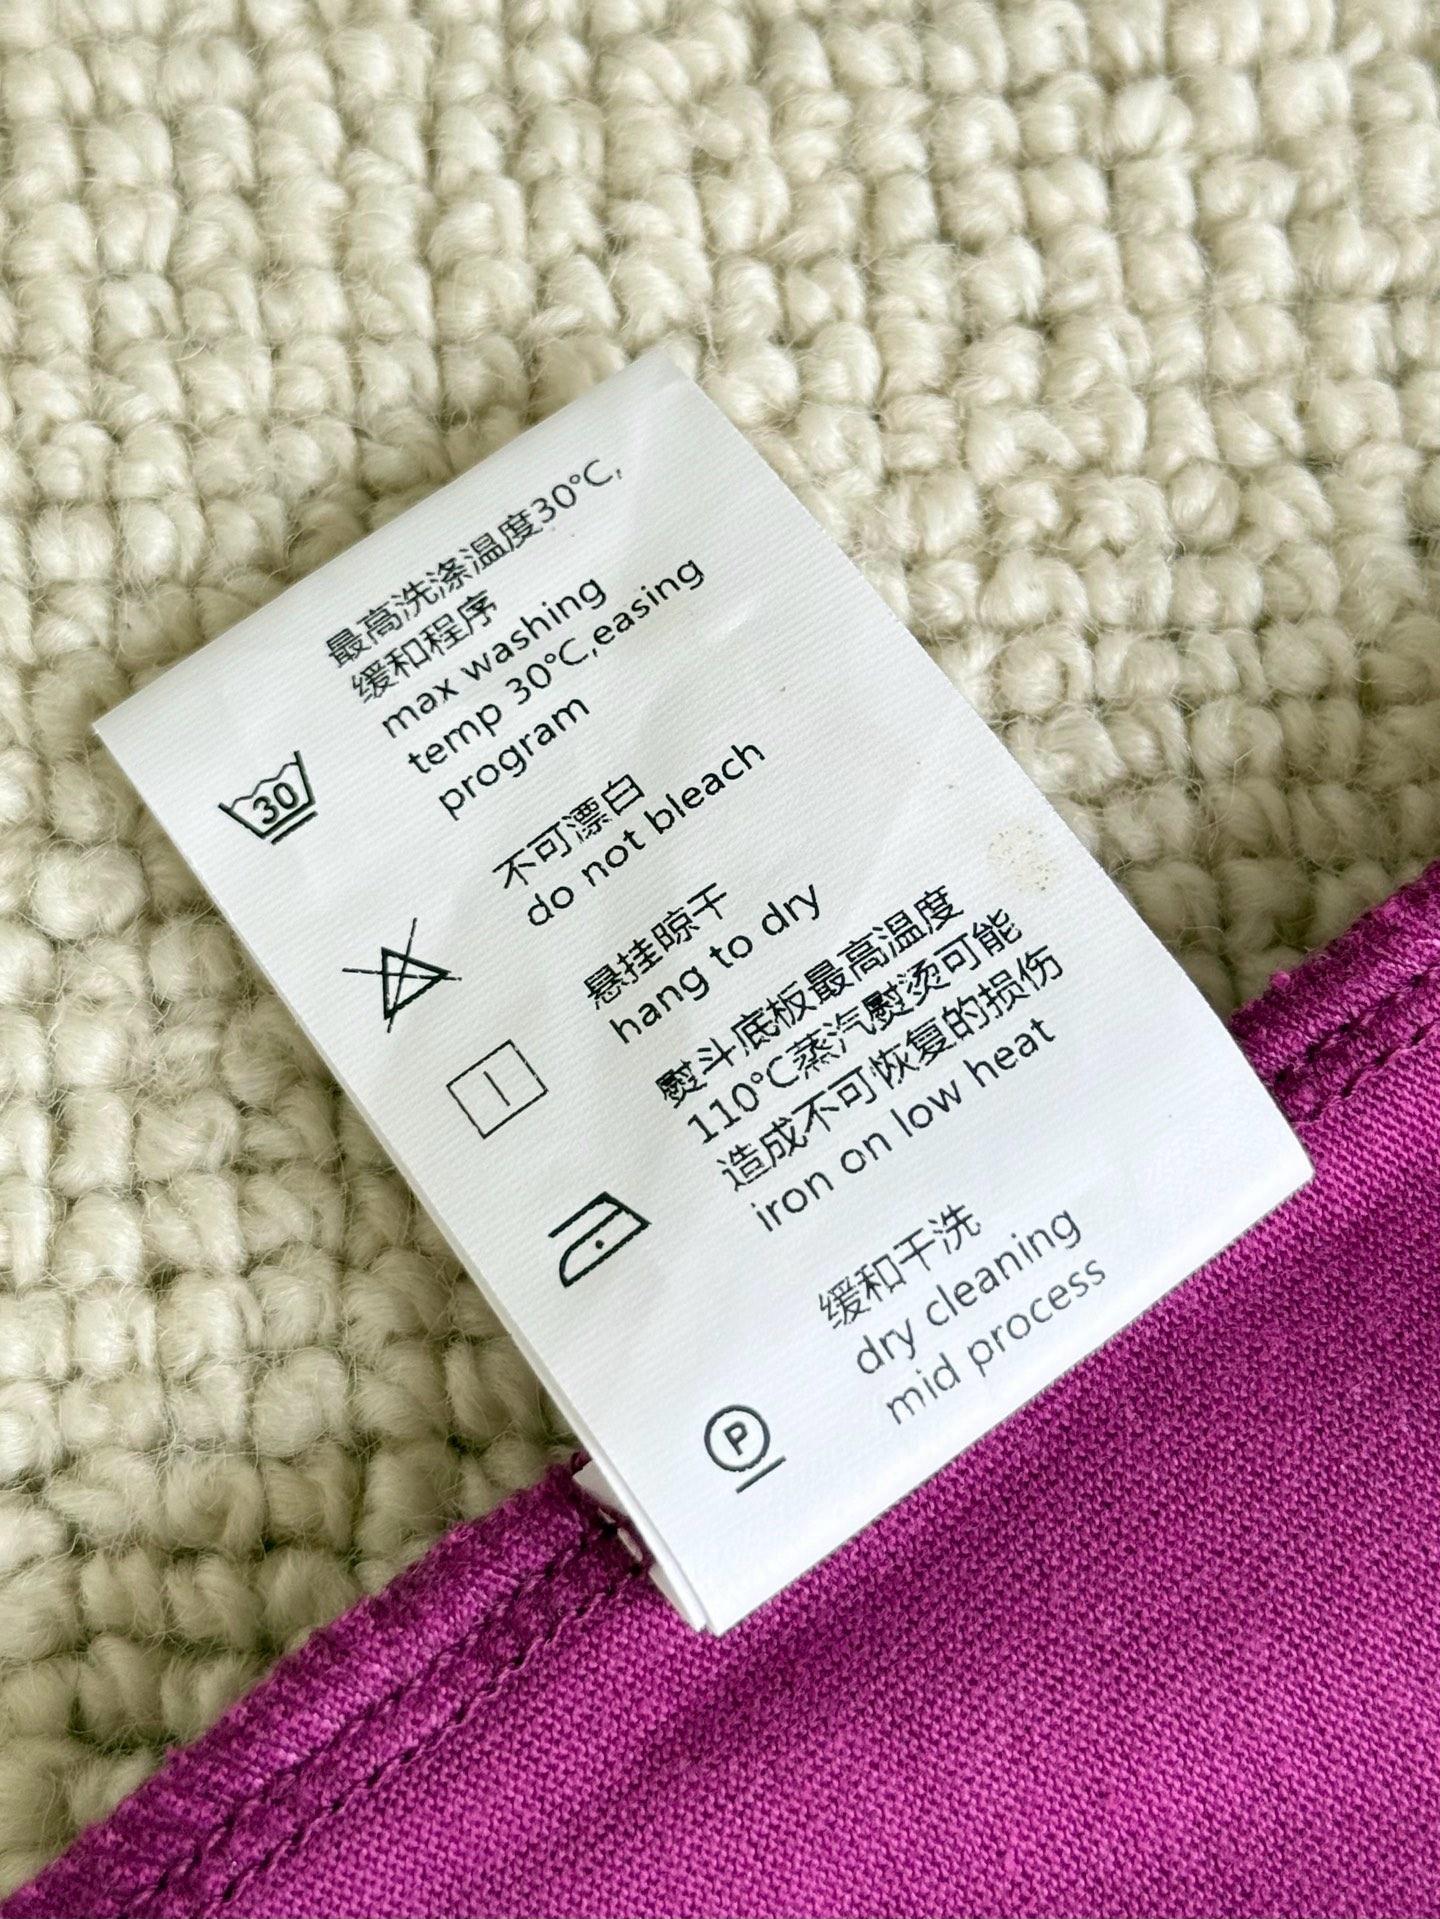 最高洗涤温度30℃,
缓和程序
max washing
temp 30℃,easing
program
30
不可漂白
do not bleach
悬挂晾干
hang to dry
熨斗底板最高温度
110℃蒸汽熨烫可能
造成不可恢复的损伤
iron on low heat
缓和干洗
dry cleaning
mid process
P